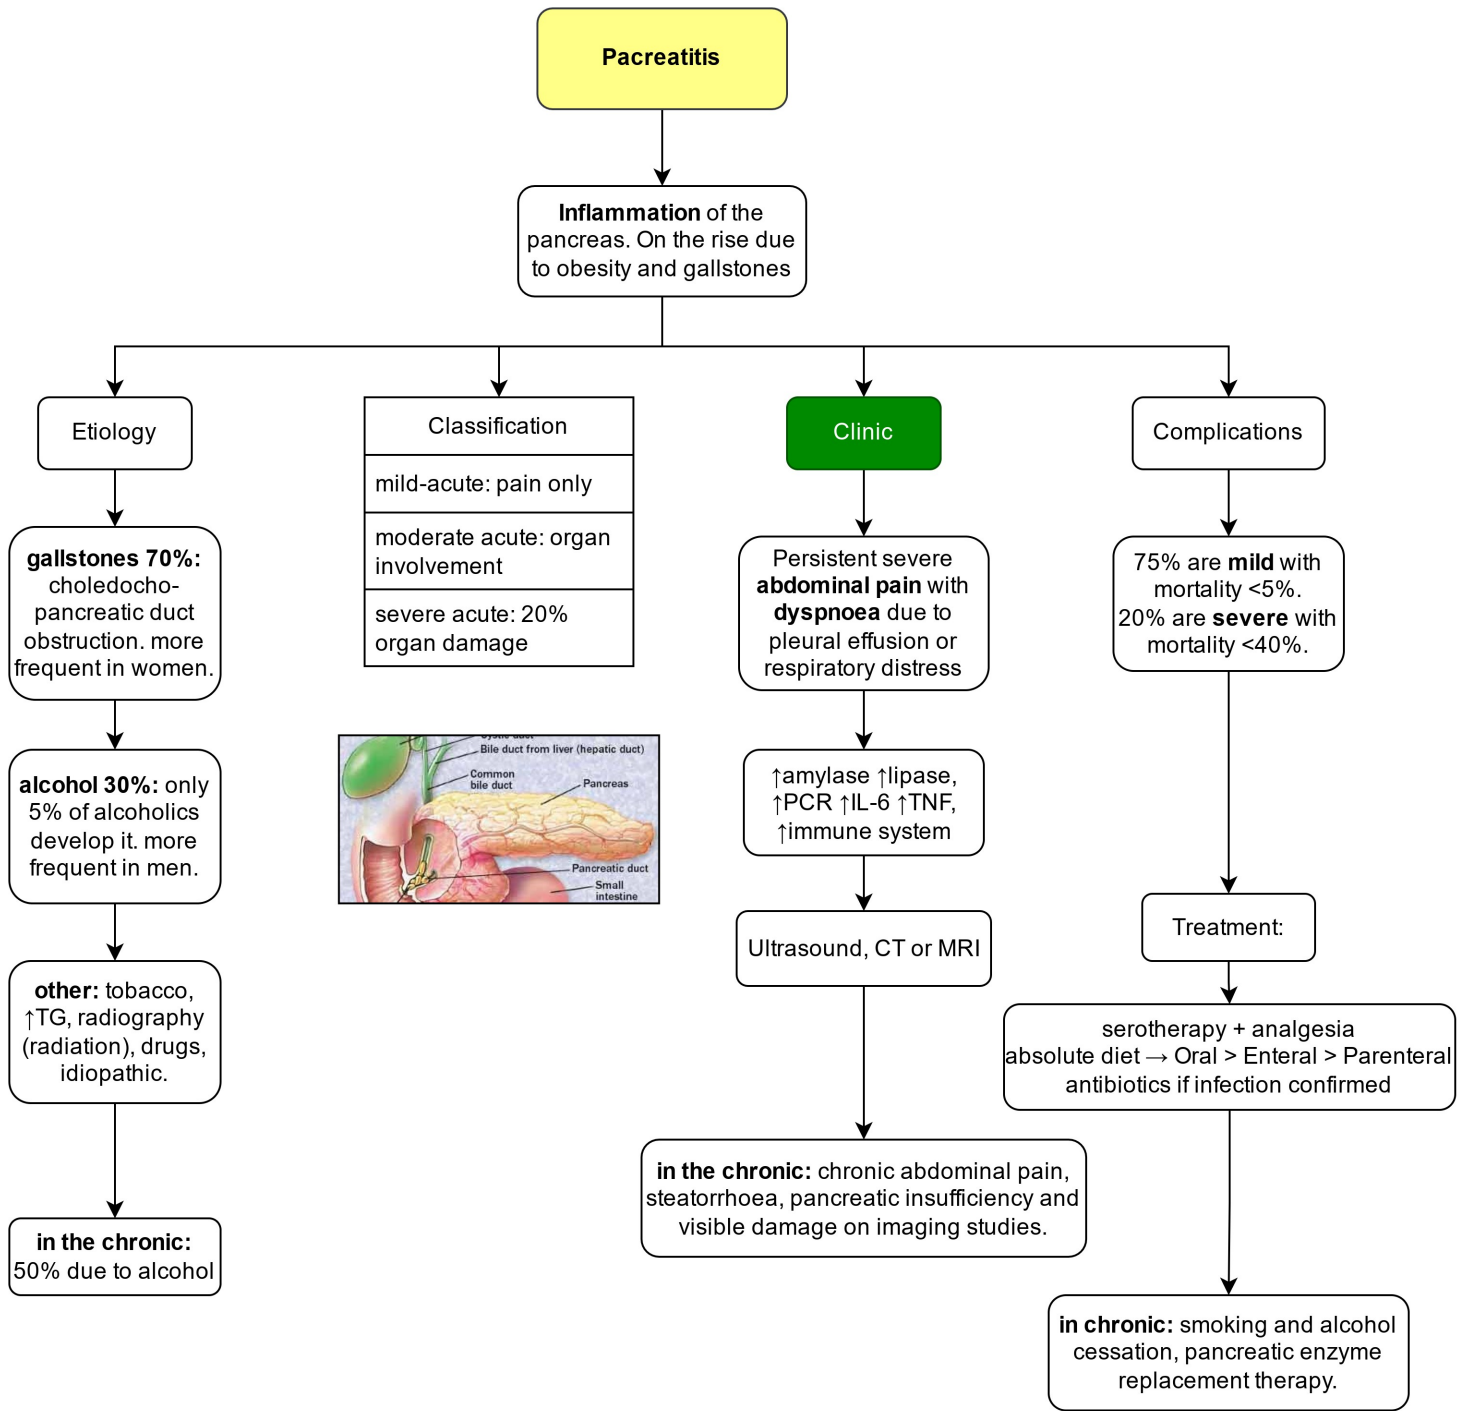 Pacreatitis
Inflammation of the
pancreas. On the rise due
to obesity and gallstones
Etiology
gallstones 70%:
choledocho-
pancreatic duct
obstruction. more
frequent in women.
alcohol 30%: only
5% of alcoholics
develop it. more
frequent in men.
other: tobacco,
↑TG, radiography
(radiation), drugs,
idiopathic.
in the chronic:
50% due to alcohol
Classification
mild-acute: pain only
moderate acute: organ
involvement
severe acute: 20%
organ damage
Cystic duct
Bile duct from liver (hepatic duct)
Common
bile duct
Pancreas
Pancreatic duct
Small
intestine
Clinic
Persistent severe
abdominal pain with
dyspnoea due to
pleural effusion or
respiratory distress
↑amylase ↑lipase,
↑PCR ↑IL-6 ↑TNF,
↑immune system
Ultrasound, CT or MRI
in the chronic: chronic abdominal pain,
steatorrhoea, pancreatic insufficiency and
visible damage on imaging studies.
Complications
75% are mild with
mortality <5%.
20% are severe with
mortality <40%.
Treatment:
serotherapy + analgesia
absolute diet → Oral > Enteral > Parenteral
antibiotics if infection confirmed
in chronic: smoking and alcohol
cessation, pancreatic enzyme
replacement therapy.